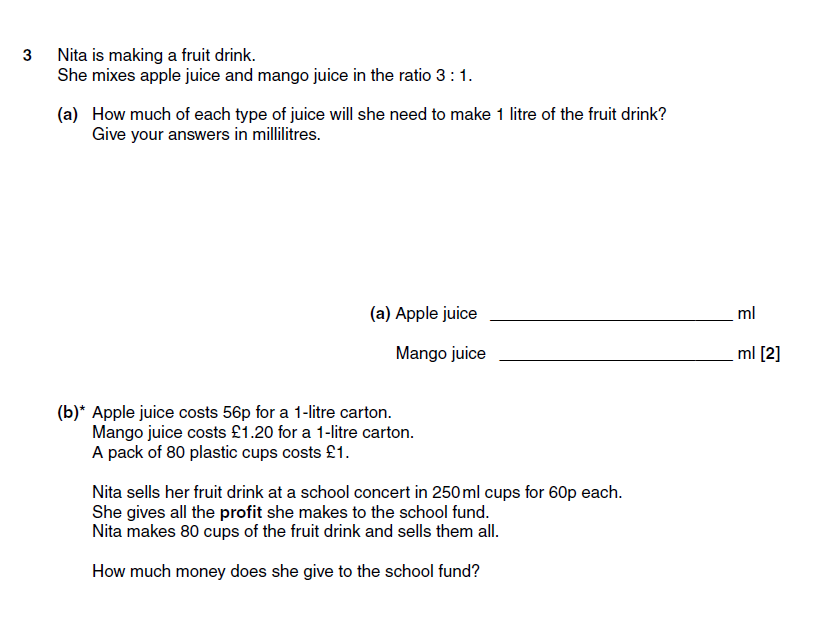 3 Nita is making a fruit drink.
She mixes apple juice and mango juice in the ratio 3 : 1.
(a) How much of each type of juice will she need to make 1 litre of the fruit drink?
Give your answers in millilitres.
(a) Apple juice ____________________ ml
Mango juice ____________________ ml [2]
(b)* Apple juice costs 56p for a 1-litre carton.
Mango juice costs £1.20 for a 1-litre carton.
A pack of 80 plastic cups costs £1.
Nita sells her fruit drink at a school concert in 250 ml cups for 60p each.
She gives all the profit she makes to the school fund.
Nita makes 80 cups of the fruit drink and sells them all.
How much money does she give to the school fund?